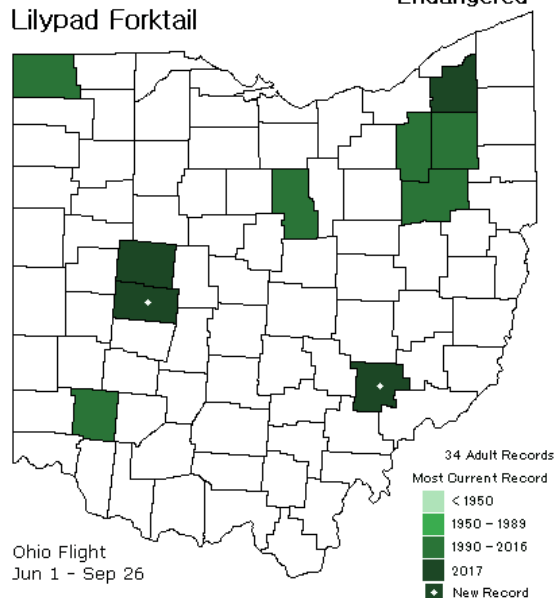 Endangered
Lilypad Forktail
34 Adult Records
Most Current Record
< 1950
1950 - 1989
1990 - 2016
2017
New Record
Ohio Flight
Jun 1 - Sep 26